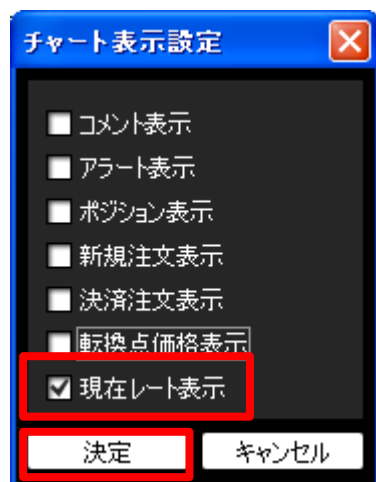 チャート表示設定
コメント表示
アラート表示
ポジション表示
新規注文表示
決済注文表示
転換点価格表示
現在レート表示
決定 キャンセル